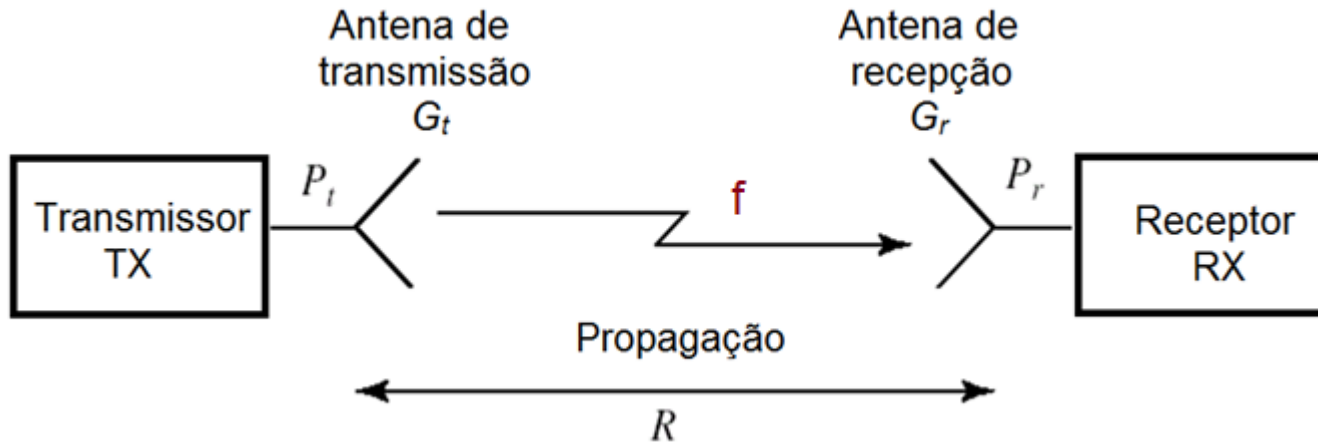 Antena de
transmissão
Gt
Antena de
recepção
Gr
Pt
f
Pr
Transmissor
TX
Receptor
RX
Propagação
R